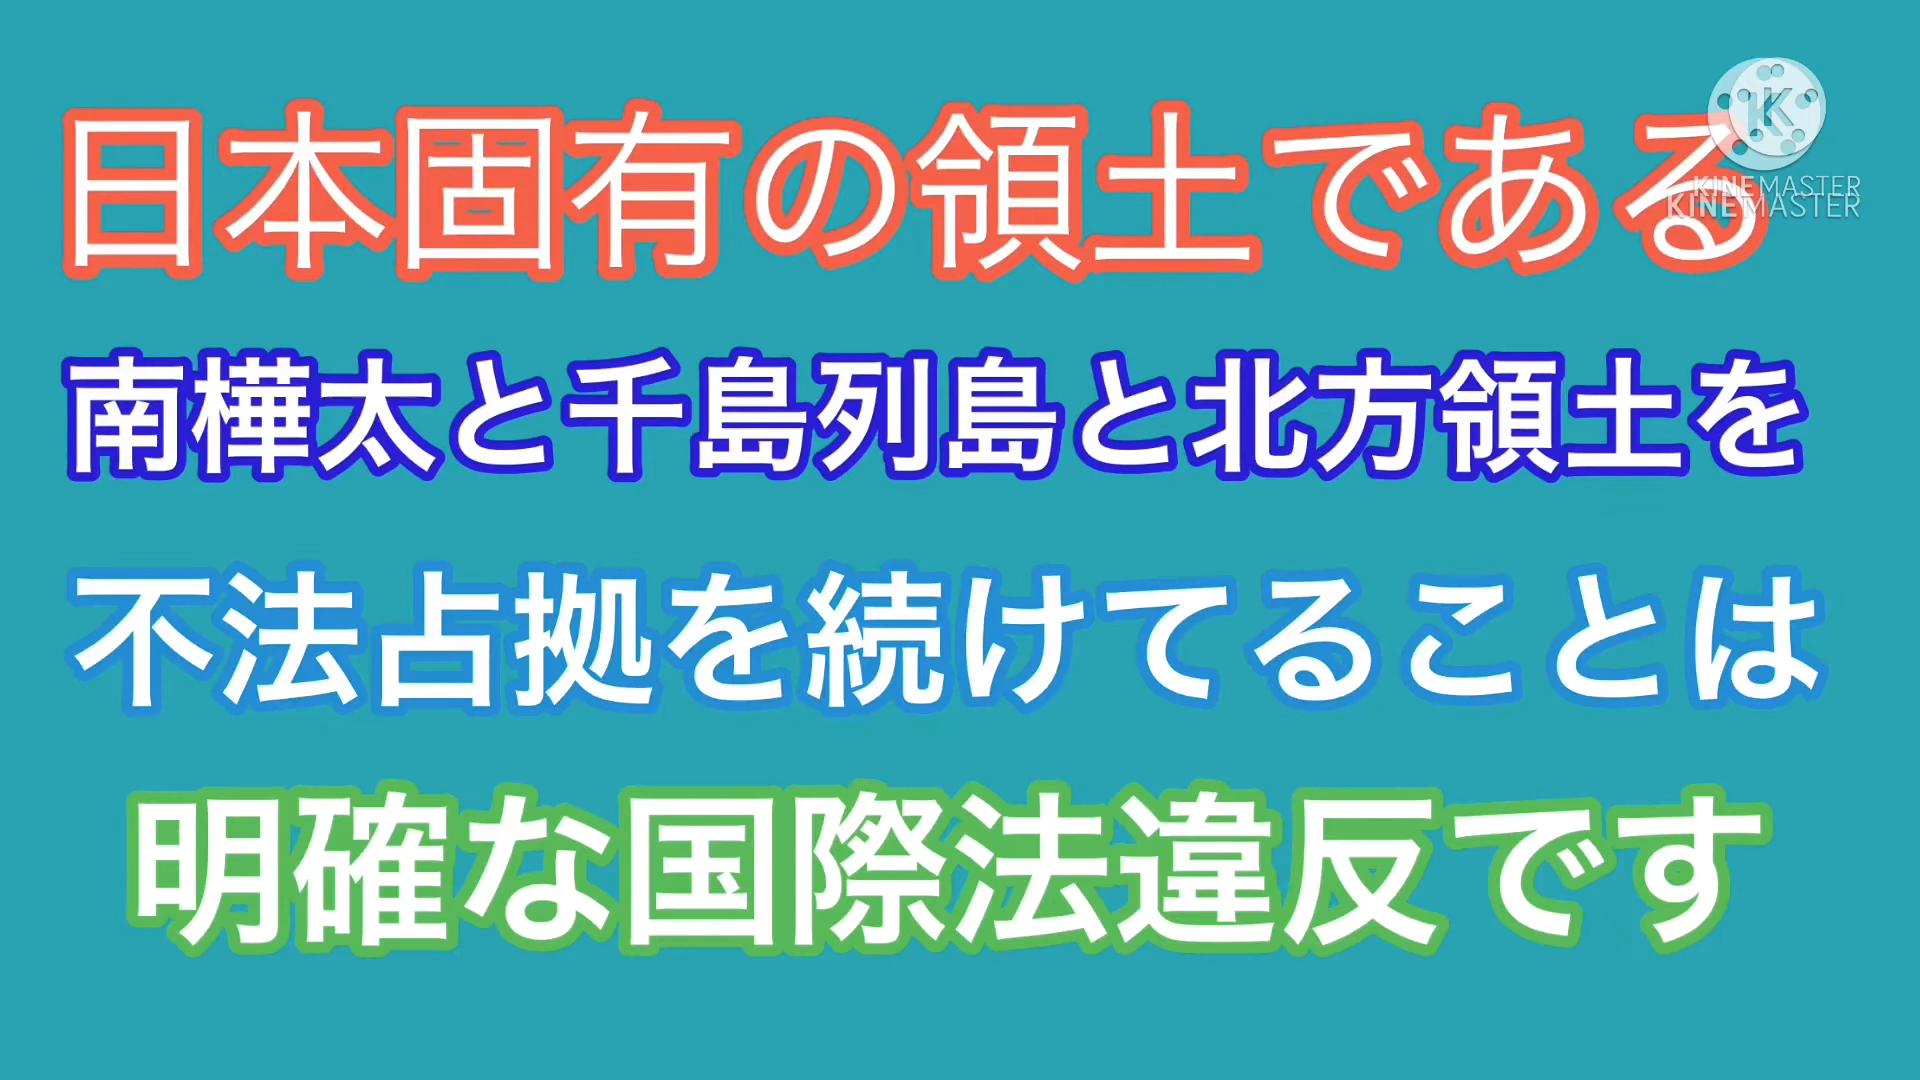 日本固有の領土である
KINEMASTER
KINEMASTER
南樺太と千島列島と北方領土を
不法占拠を続けてることは
明確な国際法違反です